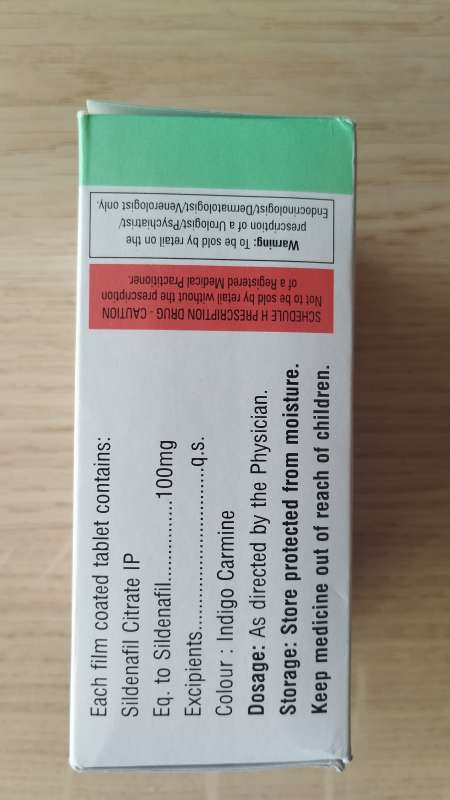 Each film coated tablet contains:
Sildenafil Citrate IP
Eq. to Sildenafil................100mg
Excipients..............................q.s.
Colour : Indigo Carmine
Dosage: As directed by the Physician.
Storage: Store protected from moisture.
Keep medicine out of reach of children.
SCHEDULE H PRESCRIPTION DRUG - CAUTION
Not to be sold by retail without the prescription
of a Registered Medical Practitioner.
Warning: To be sold by retail on the
prescription of a Urologist/Psychiatrist/
Endocrinologist/Dermatologist/Venerologist only.